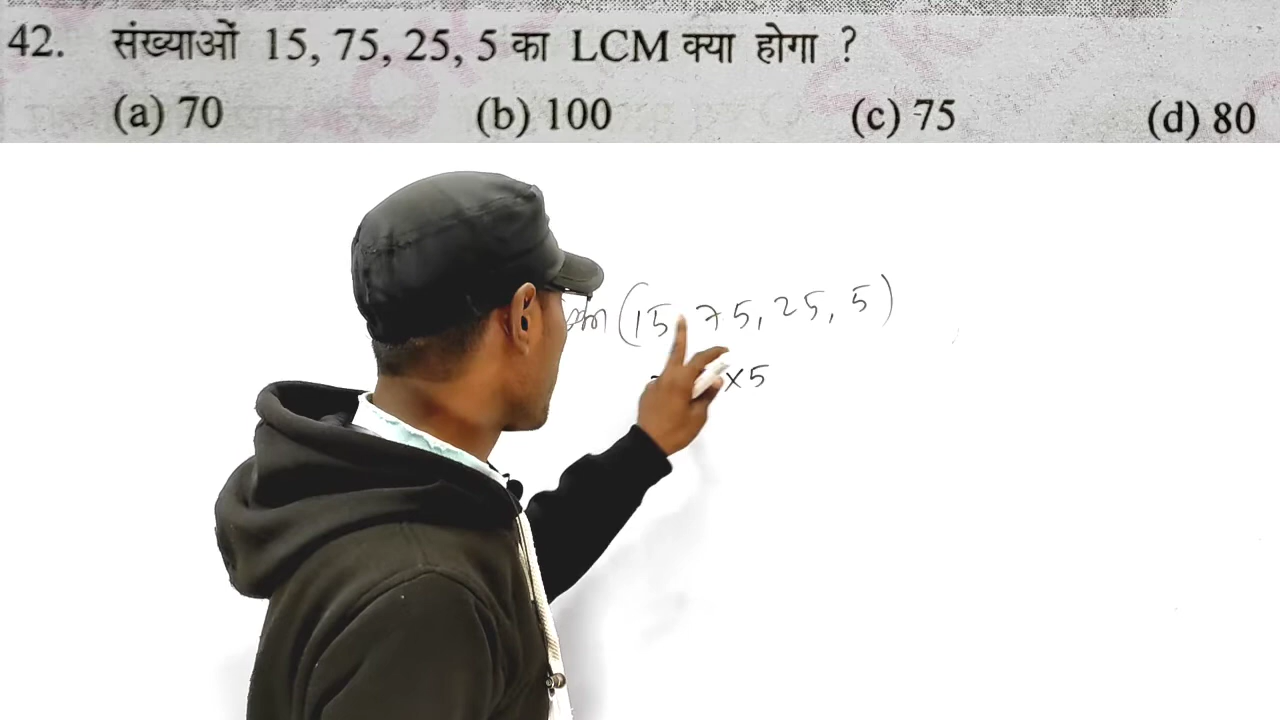 42. संख्याओं 15, 75, 25, 5 का LCM क्या होगा ?
(a) 70 (b) 100 (c) 75 (d) 80
(15, 75, 25, 5)
×5